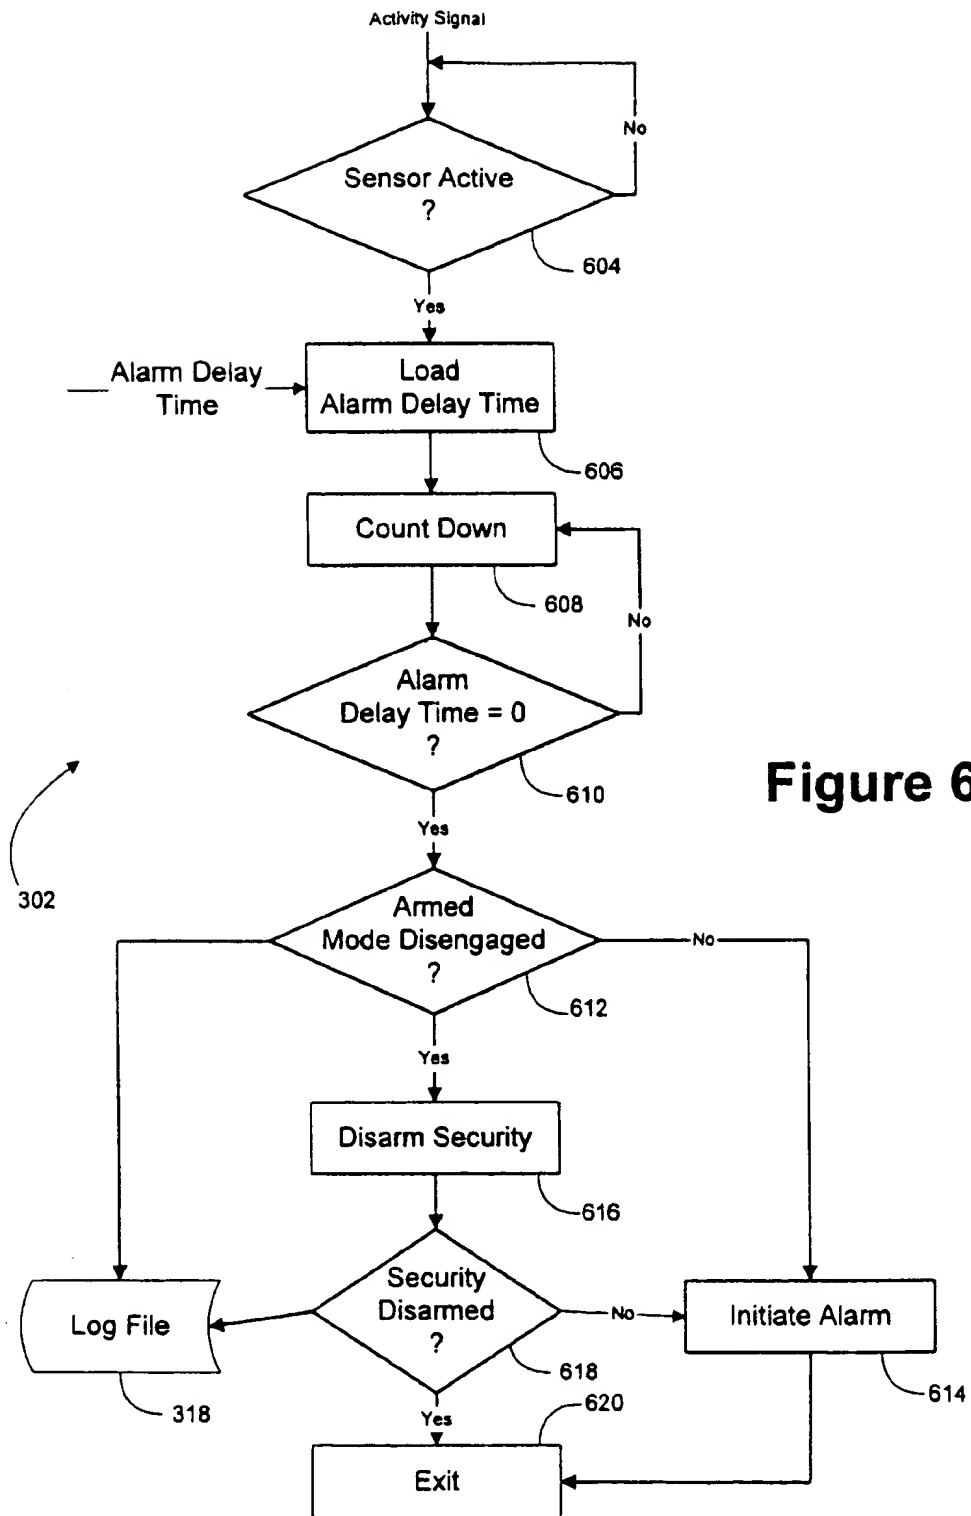 Activity Signal
No
Sensor Active
?
604
Yes
Alarm Delay
Time
Load
Alarm Delay Time
606
Count Down
608
No
Alarm
Delay Time = 0
?
610
Figure 6
Yes
302
Armed
Mode Disengaged
?
No
612
Yes
Disarm Security
616
Security
Disarmed
?
Log File
No
Initiate Alarm
618
614
318
Yes
620
Exit